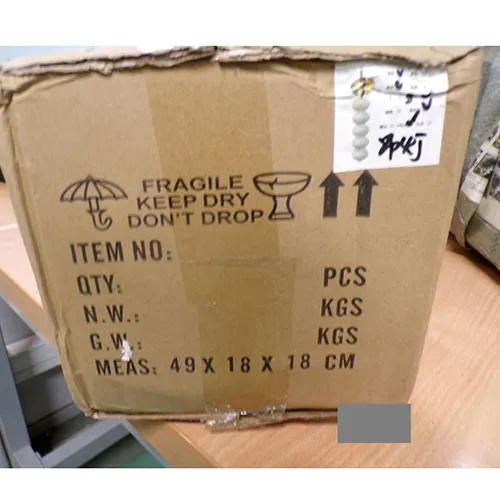 FRAGILE
KEEP DRY
DON'T DROP
ITEM NO:
QTY: PCS
N.W.: KGS
G.W.: KGS
MEAS: 49 X 18 X 18 CM